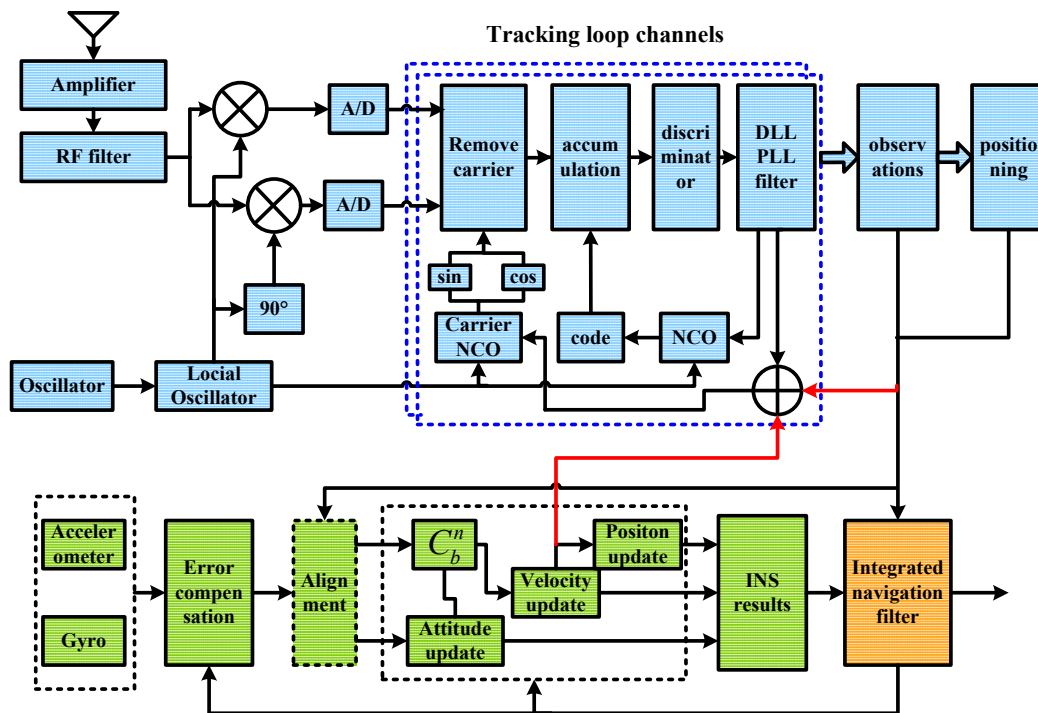 Tracking loop channels
Amplifier
RF filter
A/D
A/D
Remove
carrier
accum
ulation
discri
minat
or
DLL
PLL
filter
observ
ations
positio
ning
sin
cos
90°
Carrier
NCO
code
NCO
Oscillator
Locial
Oscillator
Acceler
ometer
Gyro
Error
compen
sation
Align
ment
C_b^n
Velocity
update
Positon
update
Attitude
update
INS
results
Integrated
navigation
filter